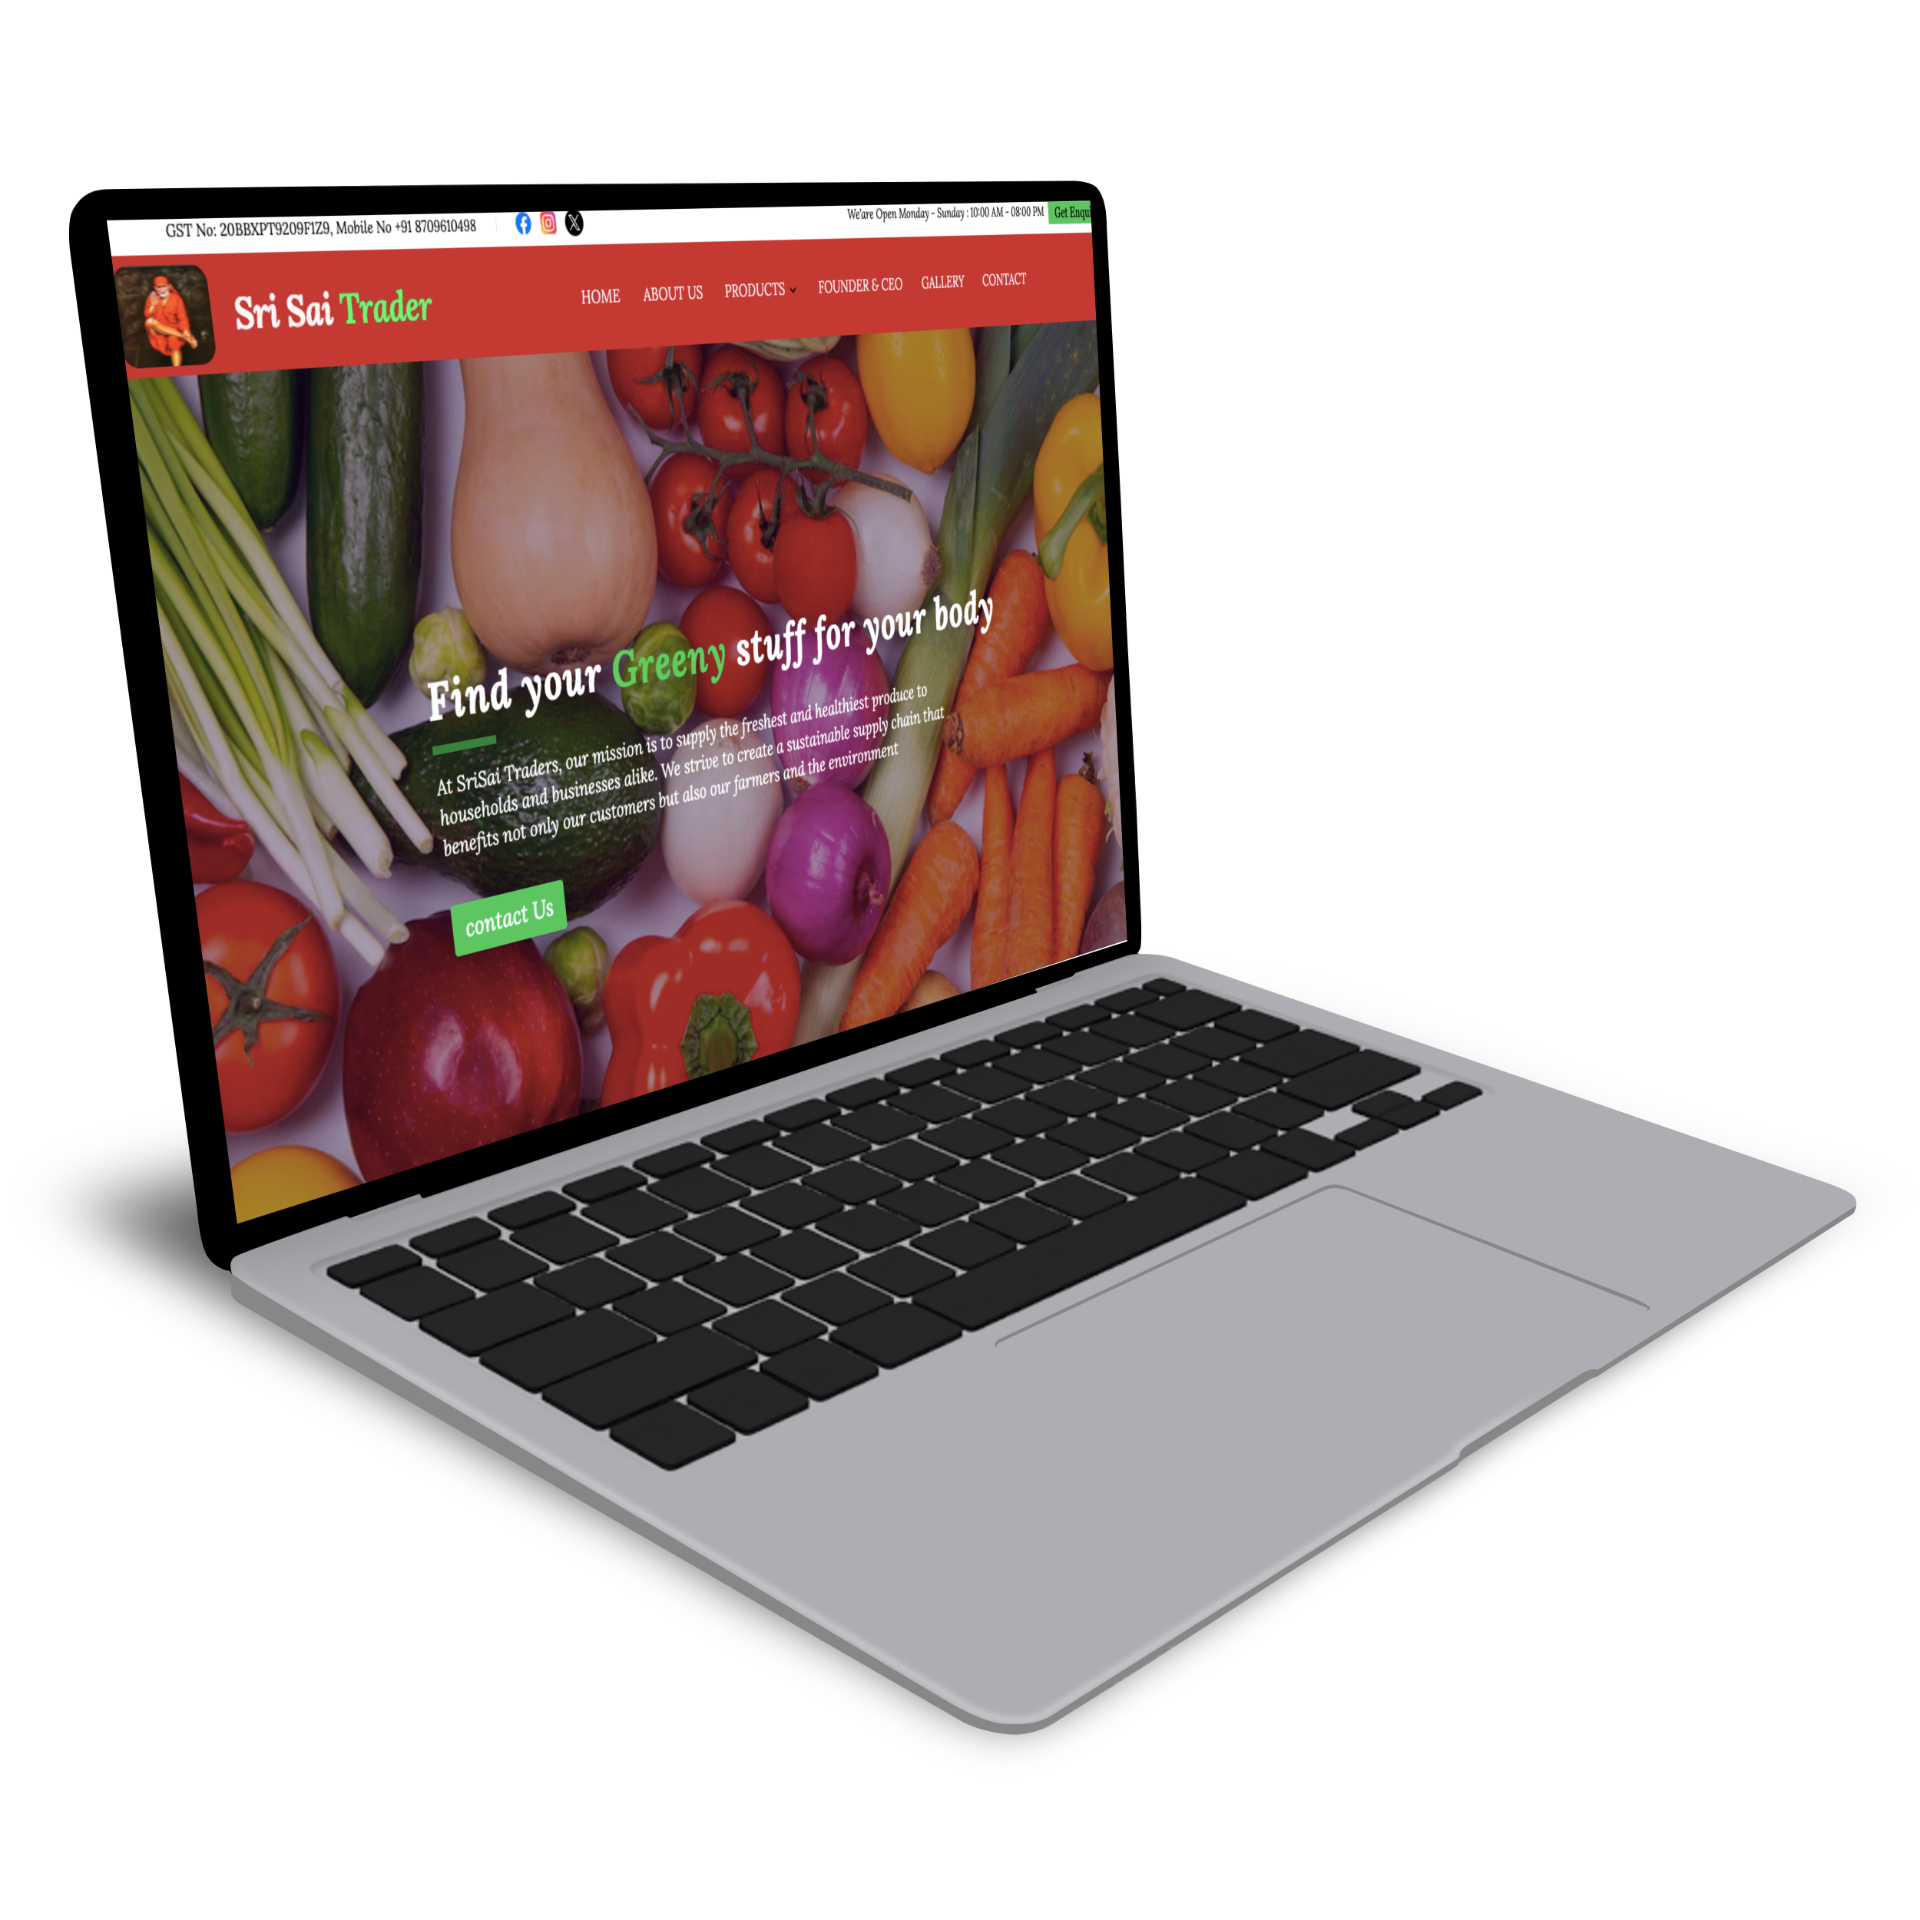 GST No: 20BBXPT9209F1Z9, Mobile No +91 8709610498
We'are Open Monday - Sunday : 10:00 AM - 08:00 PM
Get Enqui
Sri Sai Trader
HOME ABOUT US PRODUCTS FOUNDER & CEO GALLERY CONTACT
Find your Greeny stuff for your body
At SriSai Traders, our mission is to supply the freshest and healthiest produce to
households and businesses alike. We strive to create a sustainable supply chain that
benefits not only our customers but also our farmers and the environment
contact Us